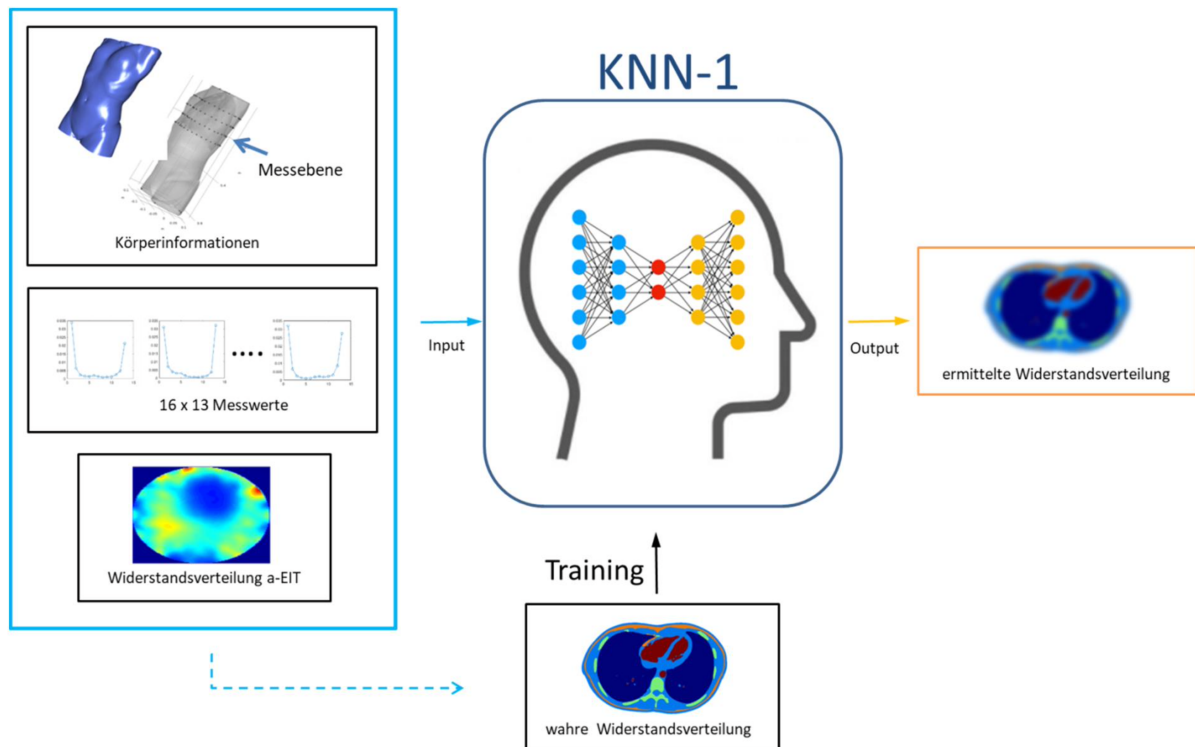 KNN-1
Messebene
Körperinformationen
16 x 13 Messwerte
Widerstandsverteilung a-EIT
Input
Output
ermittelte Widerstandsverteilung
Training
wahre Widerstandsverteilung